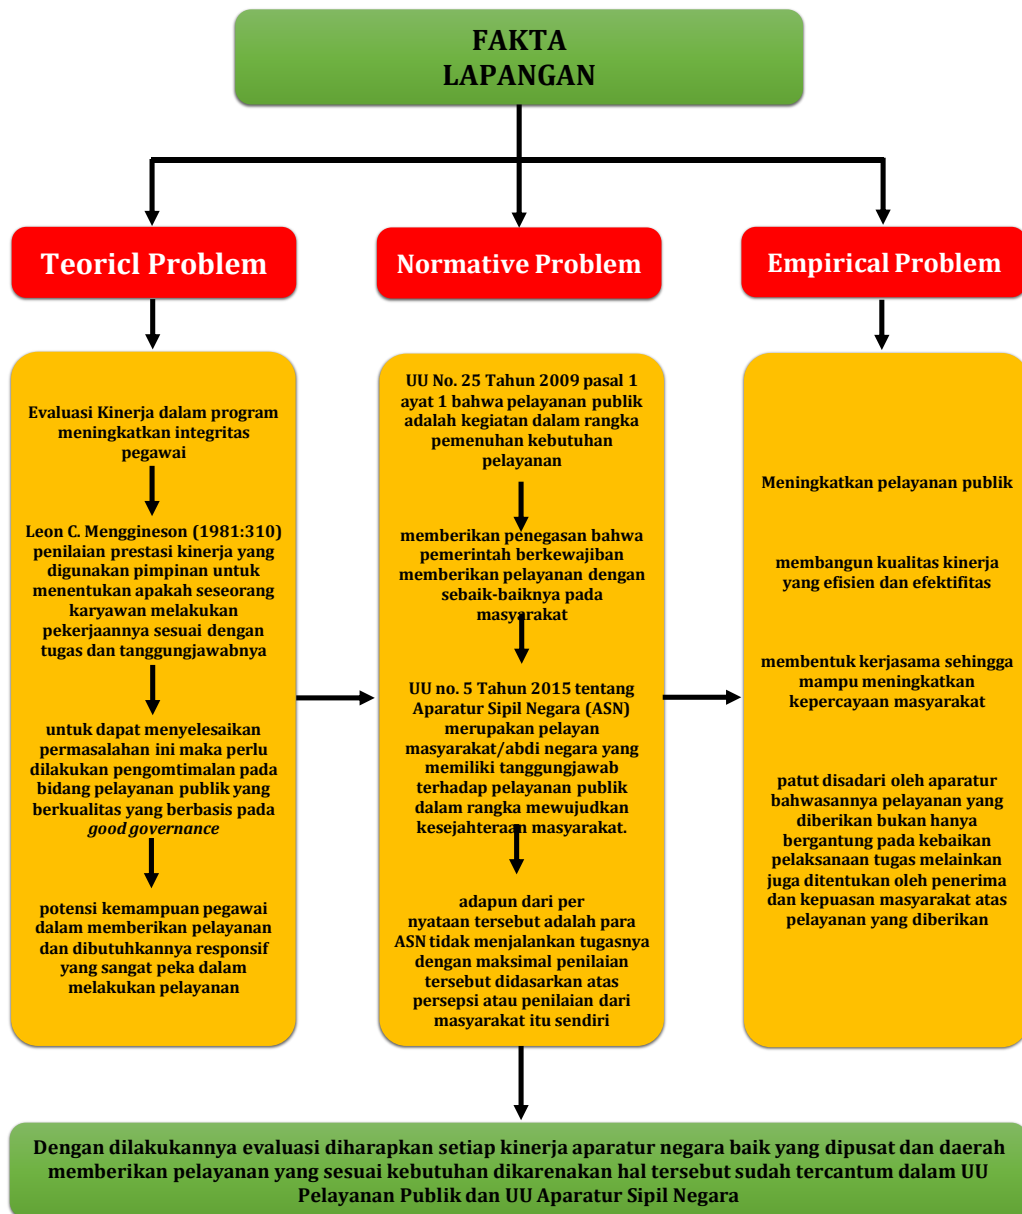 FAKTA
LAPANGAN
Teoricl Problem
Normative Problem
Empirical Problem
Evaluasi Kinerja dalam program
meningkatkan integritas
pegawai
Leon C. Menggineson (1981:310)
penilaian prestasi kinerja yang
digunakan pimpinan untuk
menentukan apakah seseorang
karyawan melakukan
pekerjaannya sesuai dengan
tugas dan tanggungjawabnya
untuk dapat menyelesaikan
permasalahan ini maka perlu
dilakukan pengomtimalan pada
bidang pelayanan publik yang
berkualitas yang berbasis pada
good governance
potensi kemampuan pegawai
dalam memberikan pelayanan
dan dibutuhkannya responsif
yang sangat peka dalam
melakukan pelayanan
UU No. 25 Tahun 2009 pasal 1
ayat 1 bahwa pelayanan publik
adalah kegiatan dalam rangka
pemenuhan kebutuhan
pelayanan
memberikan penegasan bahwa
pemerintah berkewajiban
memberikan pelayanan dengan
sebaik-baiknya pada
masyarakat
UU no. 5 Tahun 2015 tentang
Aparatur Sipil Negara (ASN)
merupakan pelayan
masyarakat/abdi negara yang
memiliki tanggungjawab
terhadap pelayanan publik
dalam rangka mewujudkan
kesejahteraan masyarakat.
adapun dari per
nyataan tersebut adalah para
ASN tidak menjalankan tugasnya
dengan maksimal penilaian
tersebut didasarkan atas
persepsi atau penilaian dari
masyarakat itu sendiri
Meningkatkan pelayanan publik
membangun kualitas kinerja
yang efisien dan efektifitas
membentuk kerjasama sehingga
mampu meningkatkan
kepercayaan masyarakat
patut disadari oleh aparatur
bahwasannya pelayanan yang
diberikan bukan hanya
bergantung pada kebaikan
pelaksanaan tugas melainkan
juga ditentukan oleh penerima
dan kepuasan masyarakat atas
pelayanan yang diberikan
Dengan dilakukannya evaluasi diharapkan setiap kinerja aparatur negara baik yang dipusat dan daerah
memberikan pelayanan yang sesuai kebutuhan dikarenakan hal tersebut sudah tercantum dalam UU
Pelayanan Publik dan UU Aparatur Sipil Negara